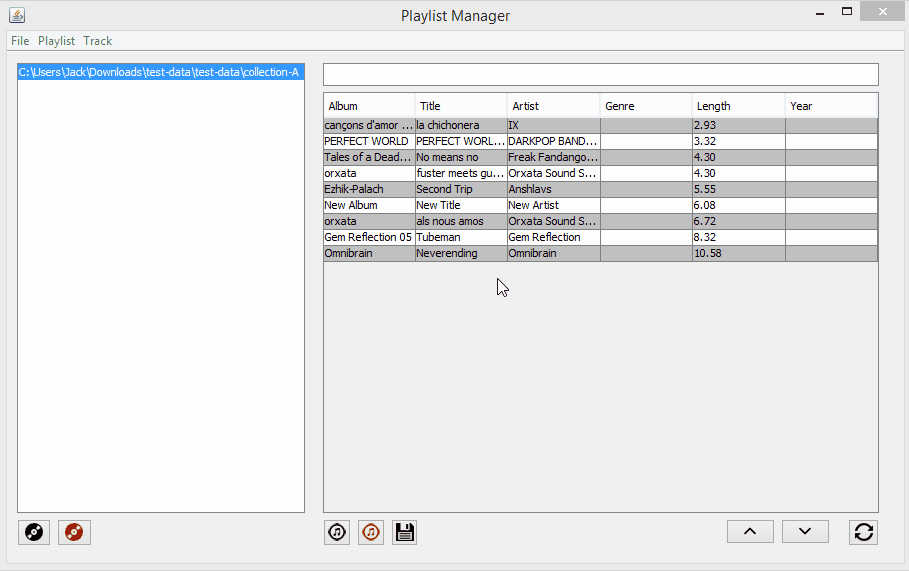 Playlist Manager
File Playlist Track
C:\Users\Jack\Downloads\test-data\test-data\collection-A
Album Title Artist Genre Length Year
cançons d'amor ... la chichonera IX 2.93
PERFECT WORLD PERFECT WORL... DARKPOP BAND... 3.32
Tales of a Dead... No means no Freak Fandango... 4.30
orxata fuster meets gu... Orxata Sound S... 4.30
Ezhik-Palach Second Trip Anshlavs 5.55
New Album New Title New Artist 6.08
orxata als nous amos Orxata Sound S... 6.72
Gem Reflection 05 Tubeman Gem Reflection 8.32
Omnibrain Neverending Omnibrain 10.58